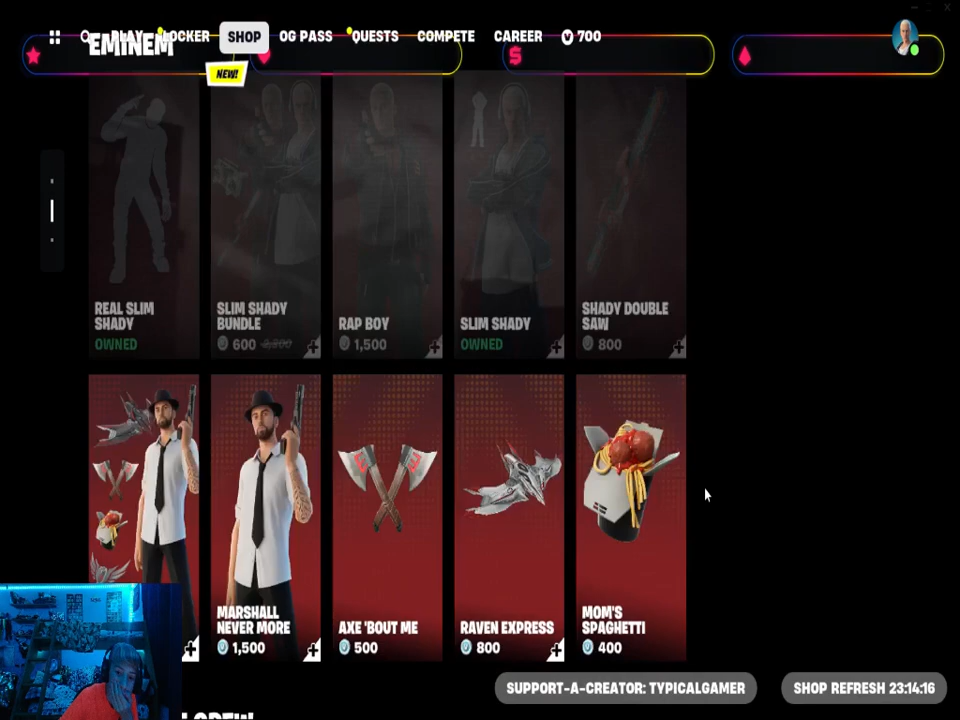 PLAY LOCKER SHOP OG PASS QUESTS COMPETE CAREER 700
EMINEM
NEW!
REAL SLIM
SHADY
OWNED
SLIM SHADY
BUNDLE
600
RAP BOY
1,500
SLIM SHADY
OWNED
SHADY DOUBLE
SAW
800
MARSHALL
NEVER MORE
1,500
AXE 'BOUT ME
500
RAVEN EXPRESS
800
MOM'S
SPAGHETTI
400
SUPPORT-A-CREATOR: TYPICALGAMER
SHOP REFRESH 23:14:16